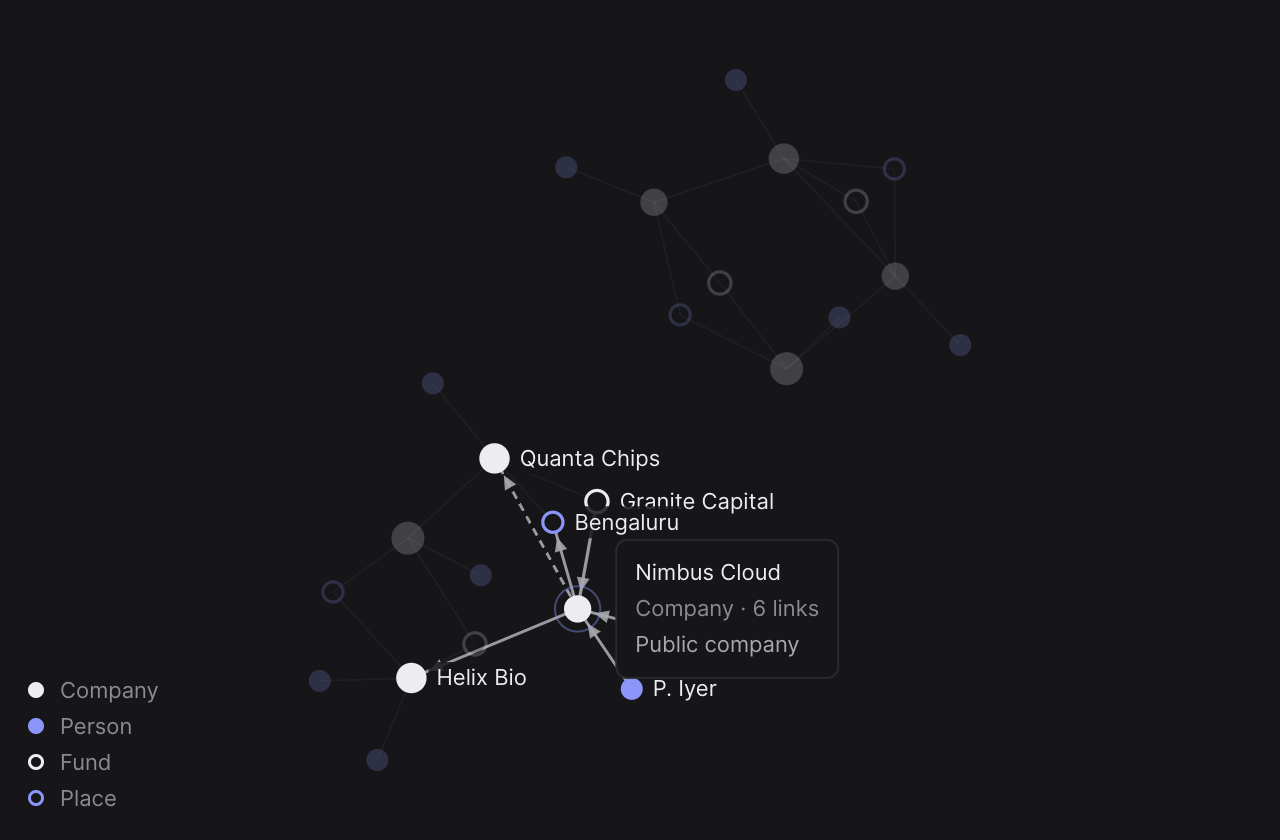 Quanta Chips
Granite Capital
Bengaluru
Nimbus Cloud
Company · 6 links
Public company
Helix Bio
P. Iyer
Company
Person
Fund
Place